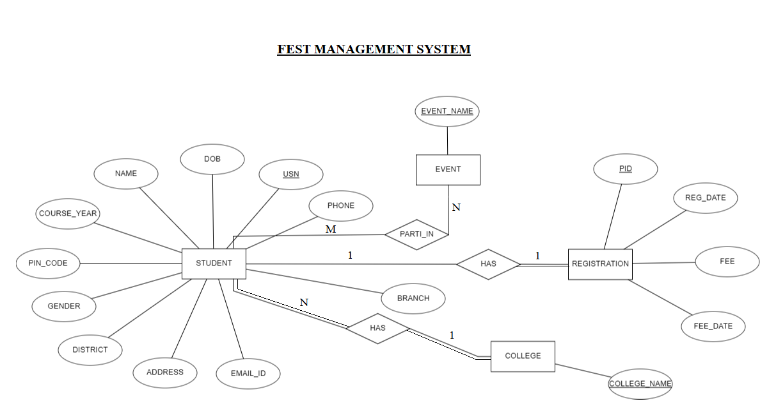 FEST MANAGEMENT SYSTEM
EVENT_NAME
DOB
NAME
USN
EVENT
PID
PHONE
REG_DATE
COURSE_YEAR
N
M
PARTI_IN
PIN_CODE
STUDENT
1
HAS
1
REGISTRATION
FEE
GENDER
N
BRANCH
HAS
1
FEE_DATE
DISTRICT
COLLEGE
ADDRESS
EMAIL_ID
COLLEGE_NAME